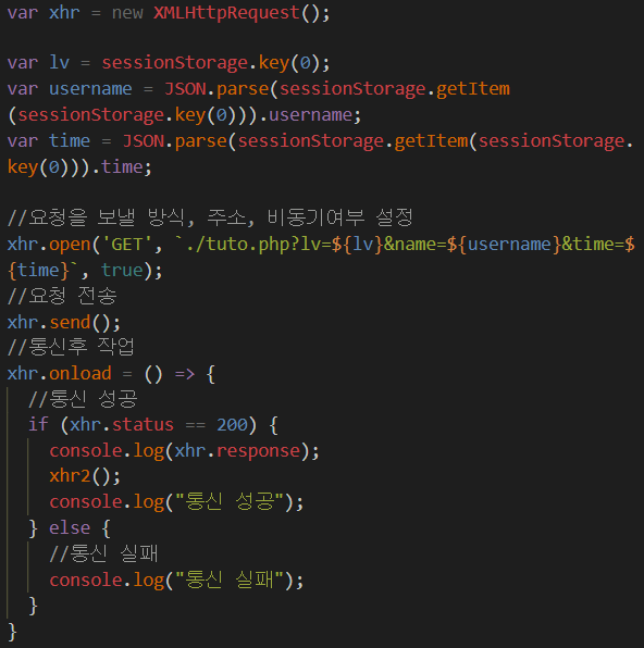 var xhr = new XMLHttpRequest();
var lv = sessionStorage.key(0);
var username = JSON.parse(sessionStorage.getItem
(sessionStorage.key(0))).username;
var time = JSON.parse(sessionStorage.getItem(sessionStorage.
key(0))).time;
//요청을 보낼 방식, 주소, 비동기여부 설정
xhr.open('GET', `./tuto.php?lv=${lv}&name=${username}&time=$
{time}`, true);
//요청 전송
xhr.send();
//통신후 작업
xhr.onload = () => {
//통신 성공
if (xhr.status == 200) {
console.log(xhr.response);
xhr2();
console.log("통신 성공");
} else {
//통신 실패
console.log("통신 실패");
}
}